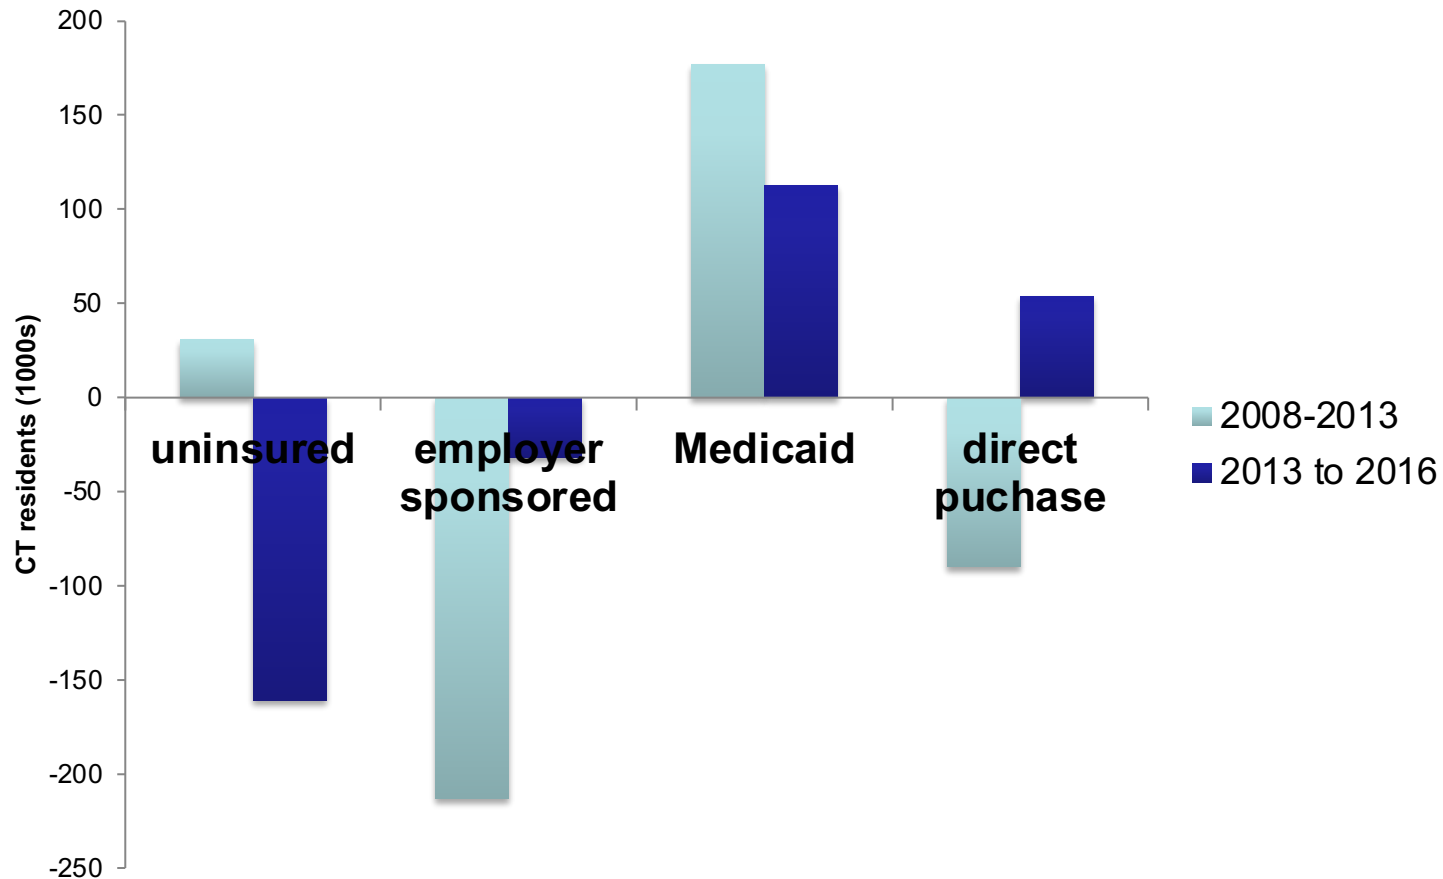 200
150
100
50
0
-50
-100
-150
-200
-250
CT residents (1000s)
uninsured
employer
sponsored
Medicaid
direct
puchase
2008-2013
2013 to 2016